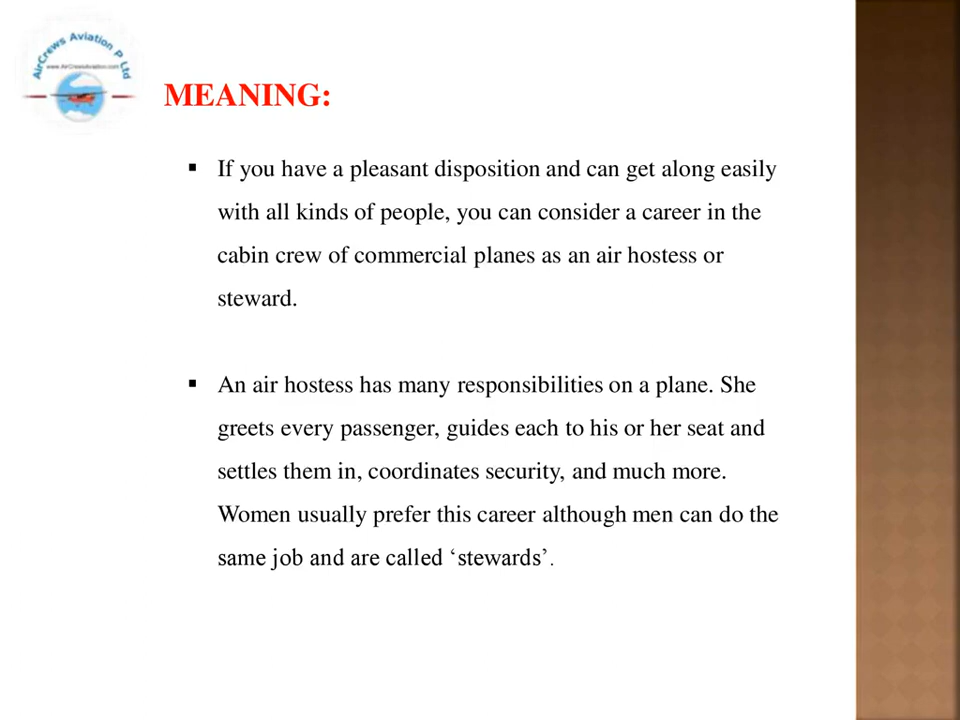 AirCrews Aviation P Ltd
www.AirCrewsAviation.com
MEANING:
▪ If you have a pleasant disposition and can get along easily
with all kinds of people, you can consider a career in the
cabin crew of commercial planes as an air hostess or
steward.
▪ An air hostess has many responsibilities on a plane. She
greets every passenger, guides each to his or her seat and
settles them in, coordinates security, and much more.
Women usually prefer this career although men can do the
same job and are called ‘stewards’.